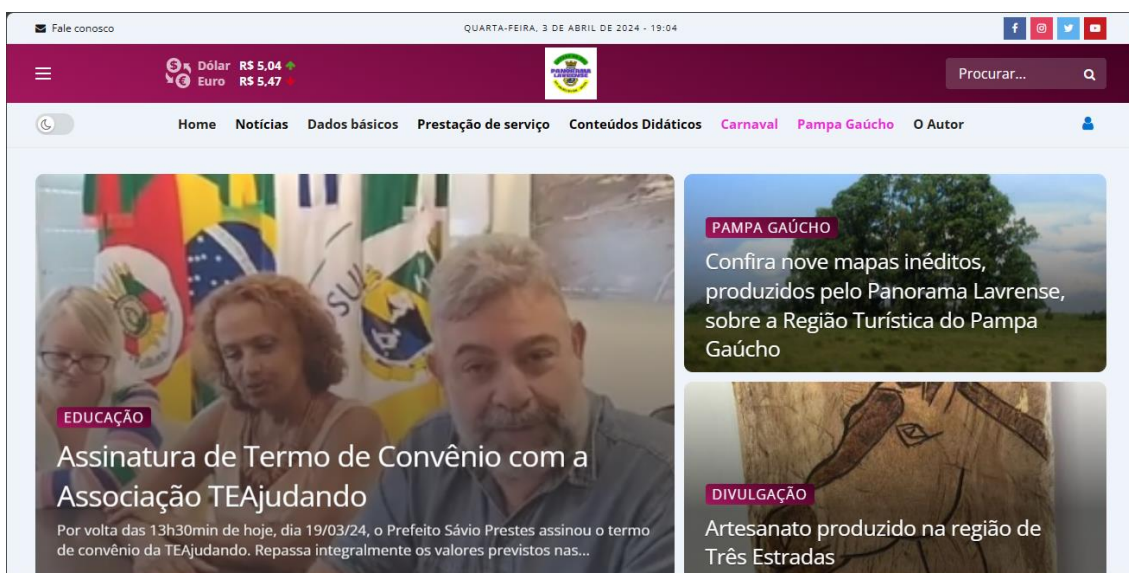 Fale conosco
QUARTA-FEIRA, 3 DE ABRIL DE 2024 - 19:04
Dólar R$ 5,04
Euro R$ 5,47
PANORAMA
LAVRENSE
Procurar...
Home Notícias Dados básicos Prestação de serviço Conteúdos Didáticos Carnaval Pampa Gaúcho O Autor
SUL
EDUCAÇÃO
Assinatura de Termo de Convênio com a
Associação TEAjudando
Por volta das 13h30min de hoje, dia 19/03/24, o Prefeito Sávio Prestes assinou o termo
de convênio da TEAjudando. Repassa integralmente os valores previstos nas...
PAMPA GAÚCHO
Confira nove mapas inéditos,
produzidos pelo Panorama Lavrense,
sobre a Região Turística do Pampa
Gaúcho
DIVULGAÇÃO
Artesanato produzido na região de
Três Estradas